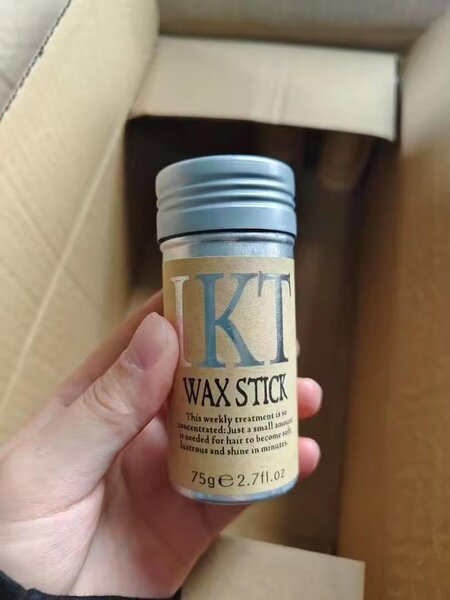 LKT
WAX STICK
This weekly treatment is so
concentrated:Just a small amount
is needed for hair to become soft,
lustrous and shine in minutes.
75g℮2.7fl.oz